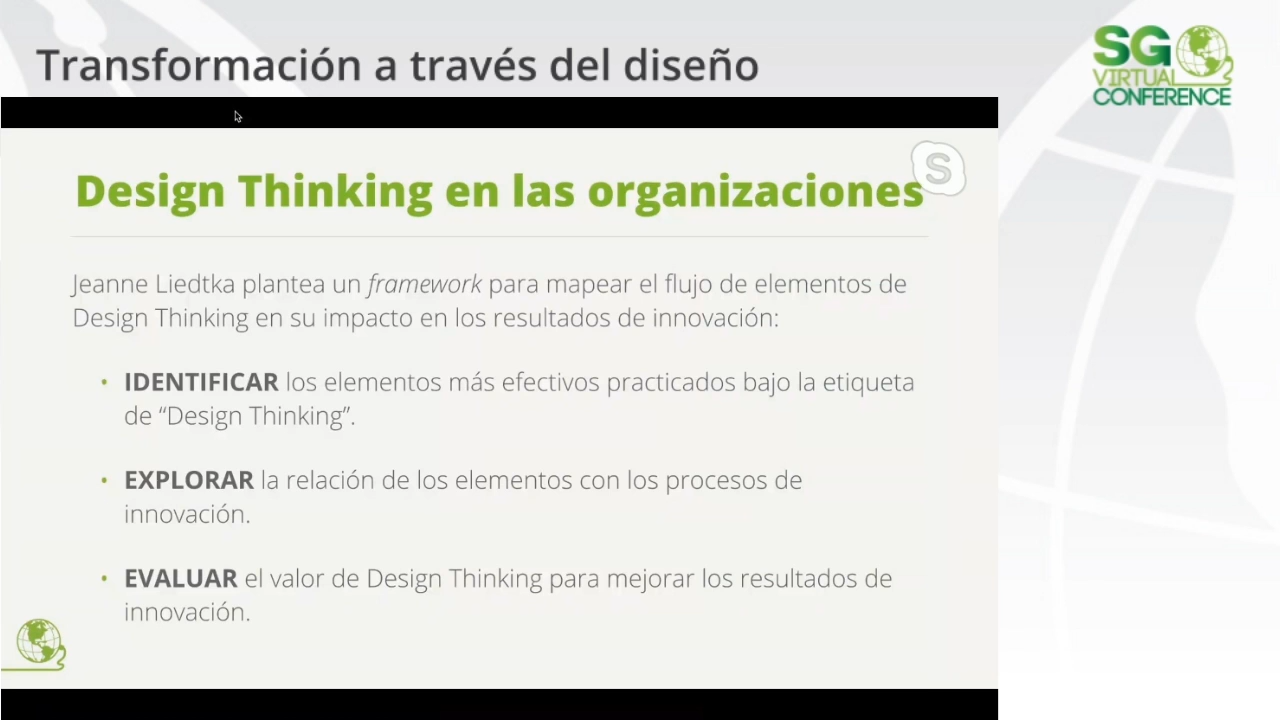 Transformación a través del diseño
SG
VIRTUAL
CONFERENCE
S
Design Thinking en las organizaciones
Jeanne Liedtka plantea un framework para mapear el flujo de elementos de
Design Thinking en su impacto en los resultados de innovación:
• IDENTIFICAR los elementos más efectivos practicados bajo la etiqueta
de “Design Thinking”.
• EXPLORAR la relación de los elementos con los procesos de
innovación.
• EVALUAR el valor de Design Thinking para mejorar los resultados de
innovación.